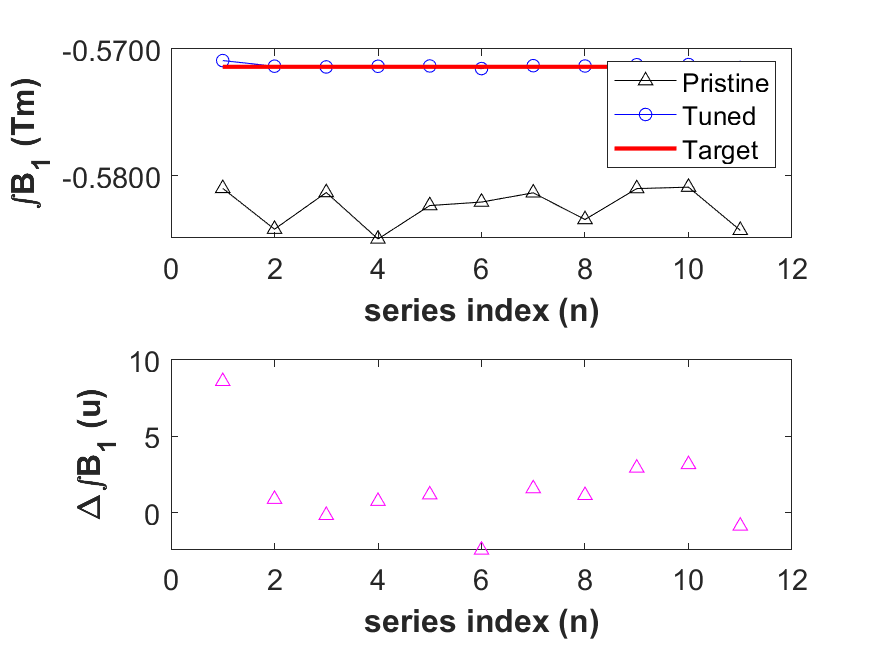 -0.5700
-0.5800
∫B1 (Tm)
0 2 4 6 8 10 12
series index (n)
Pristine
Tuned
Target
10
5
0
Δ∫B1 (u)
0 2 4 6 8 10 12
series index (n)